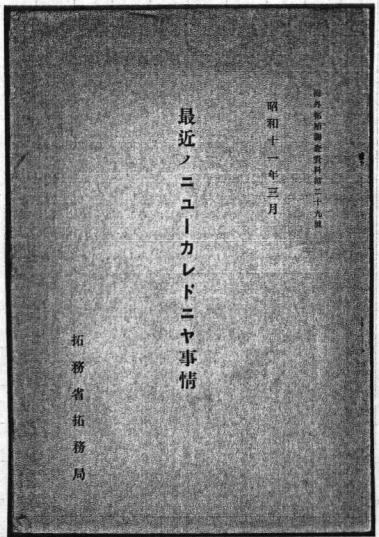 海外拓殖調査資料第二十九號
昭和十一年三月
最近ノニューカレドニヤ事情
拓務省拓務局